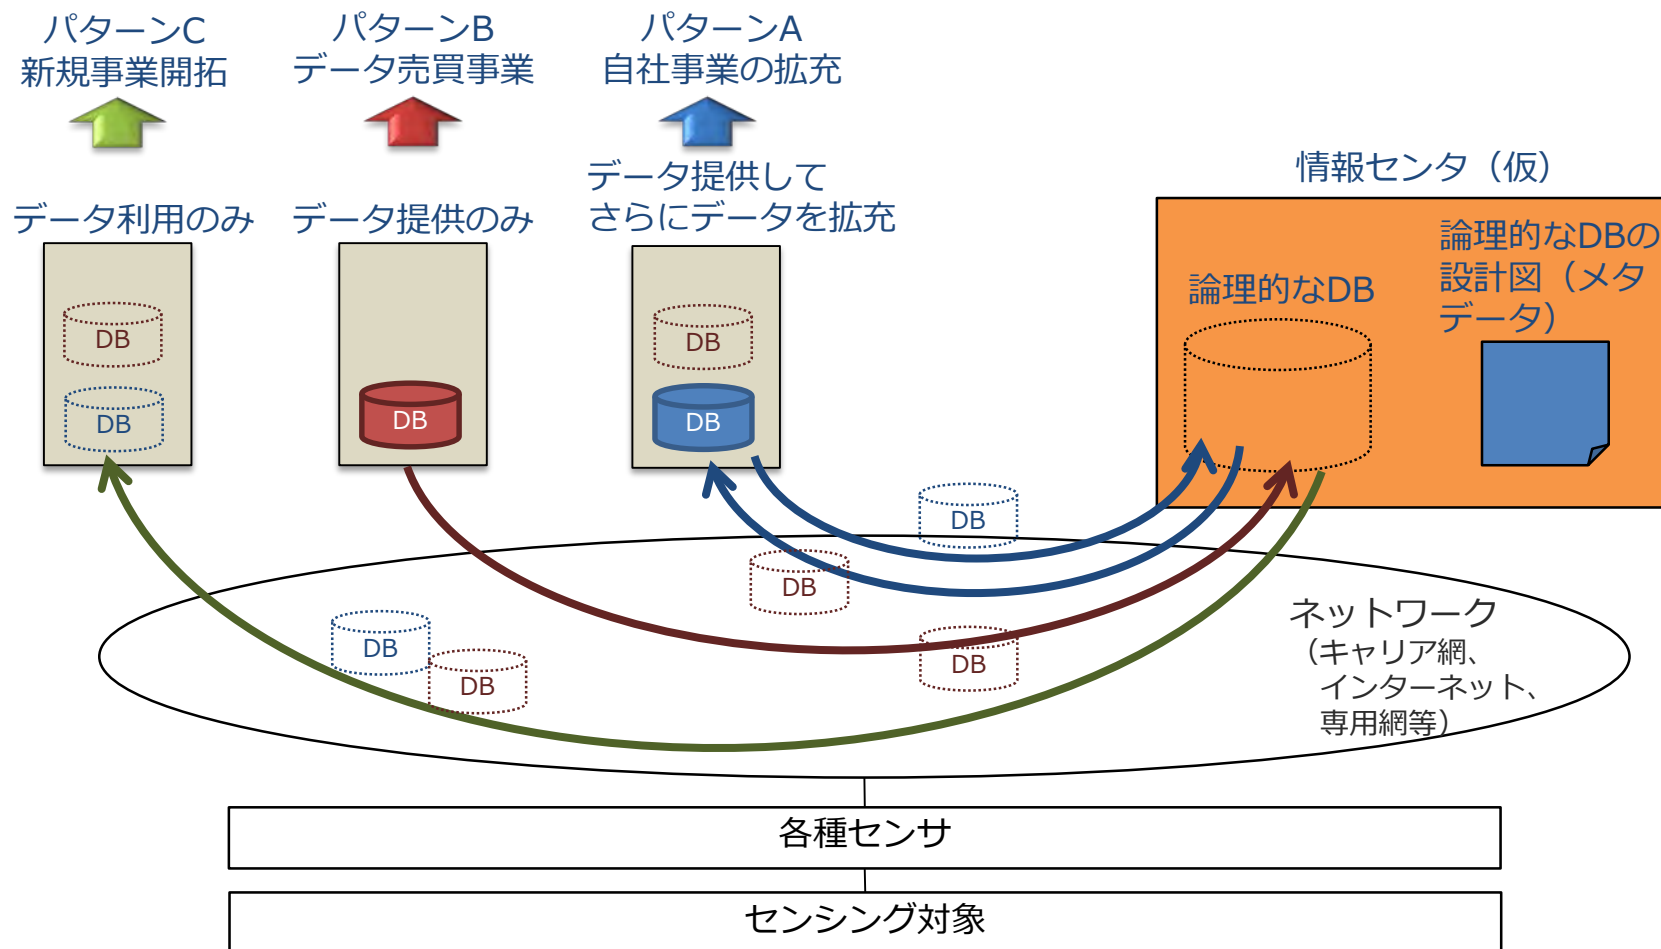 パターンC
新規事業開拓
パターンB
データ売買事業
パターンA
自社事業の拡充
データ利用のみ
データ提供のみ
データ提供して
さらにデータを拡充
情報センタ（仮）
論理的なDB
論理的なDBの
設計図（メタ
データ）
DB
DB
DB
DB
DB
DB
DB
DB
DB
DB
ネットワーク
（キャリア網、
インターネット、
専用網等）
各種センサ
センシング対象